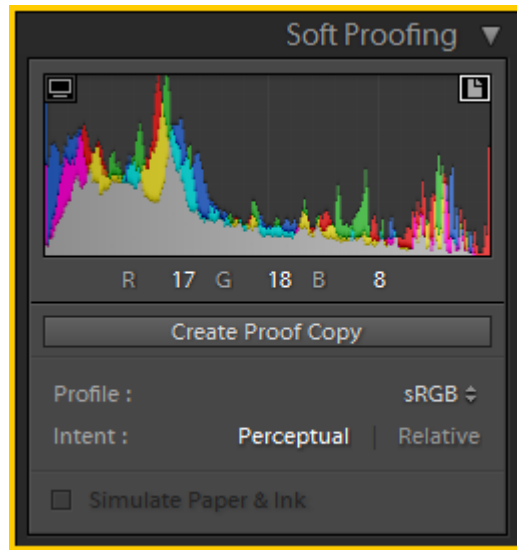 Soft Proofing
R 17 G 18 B 8
Create Proof Copy
Profile : sRGB
Intent : Perceptual | Relative
Simulate Paper & Ink